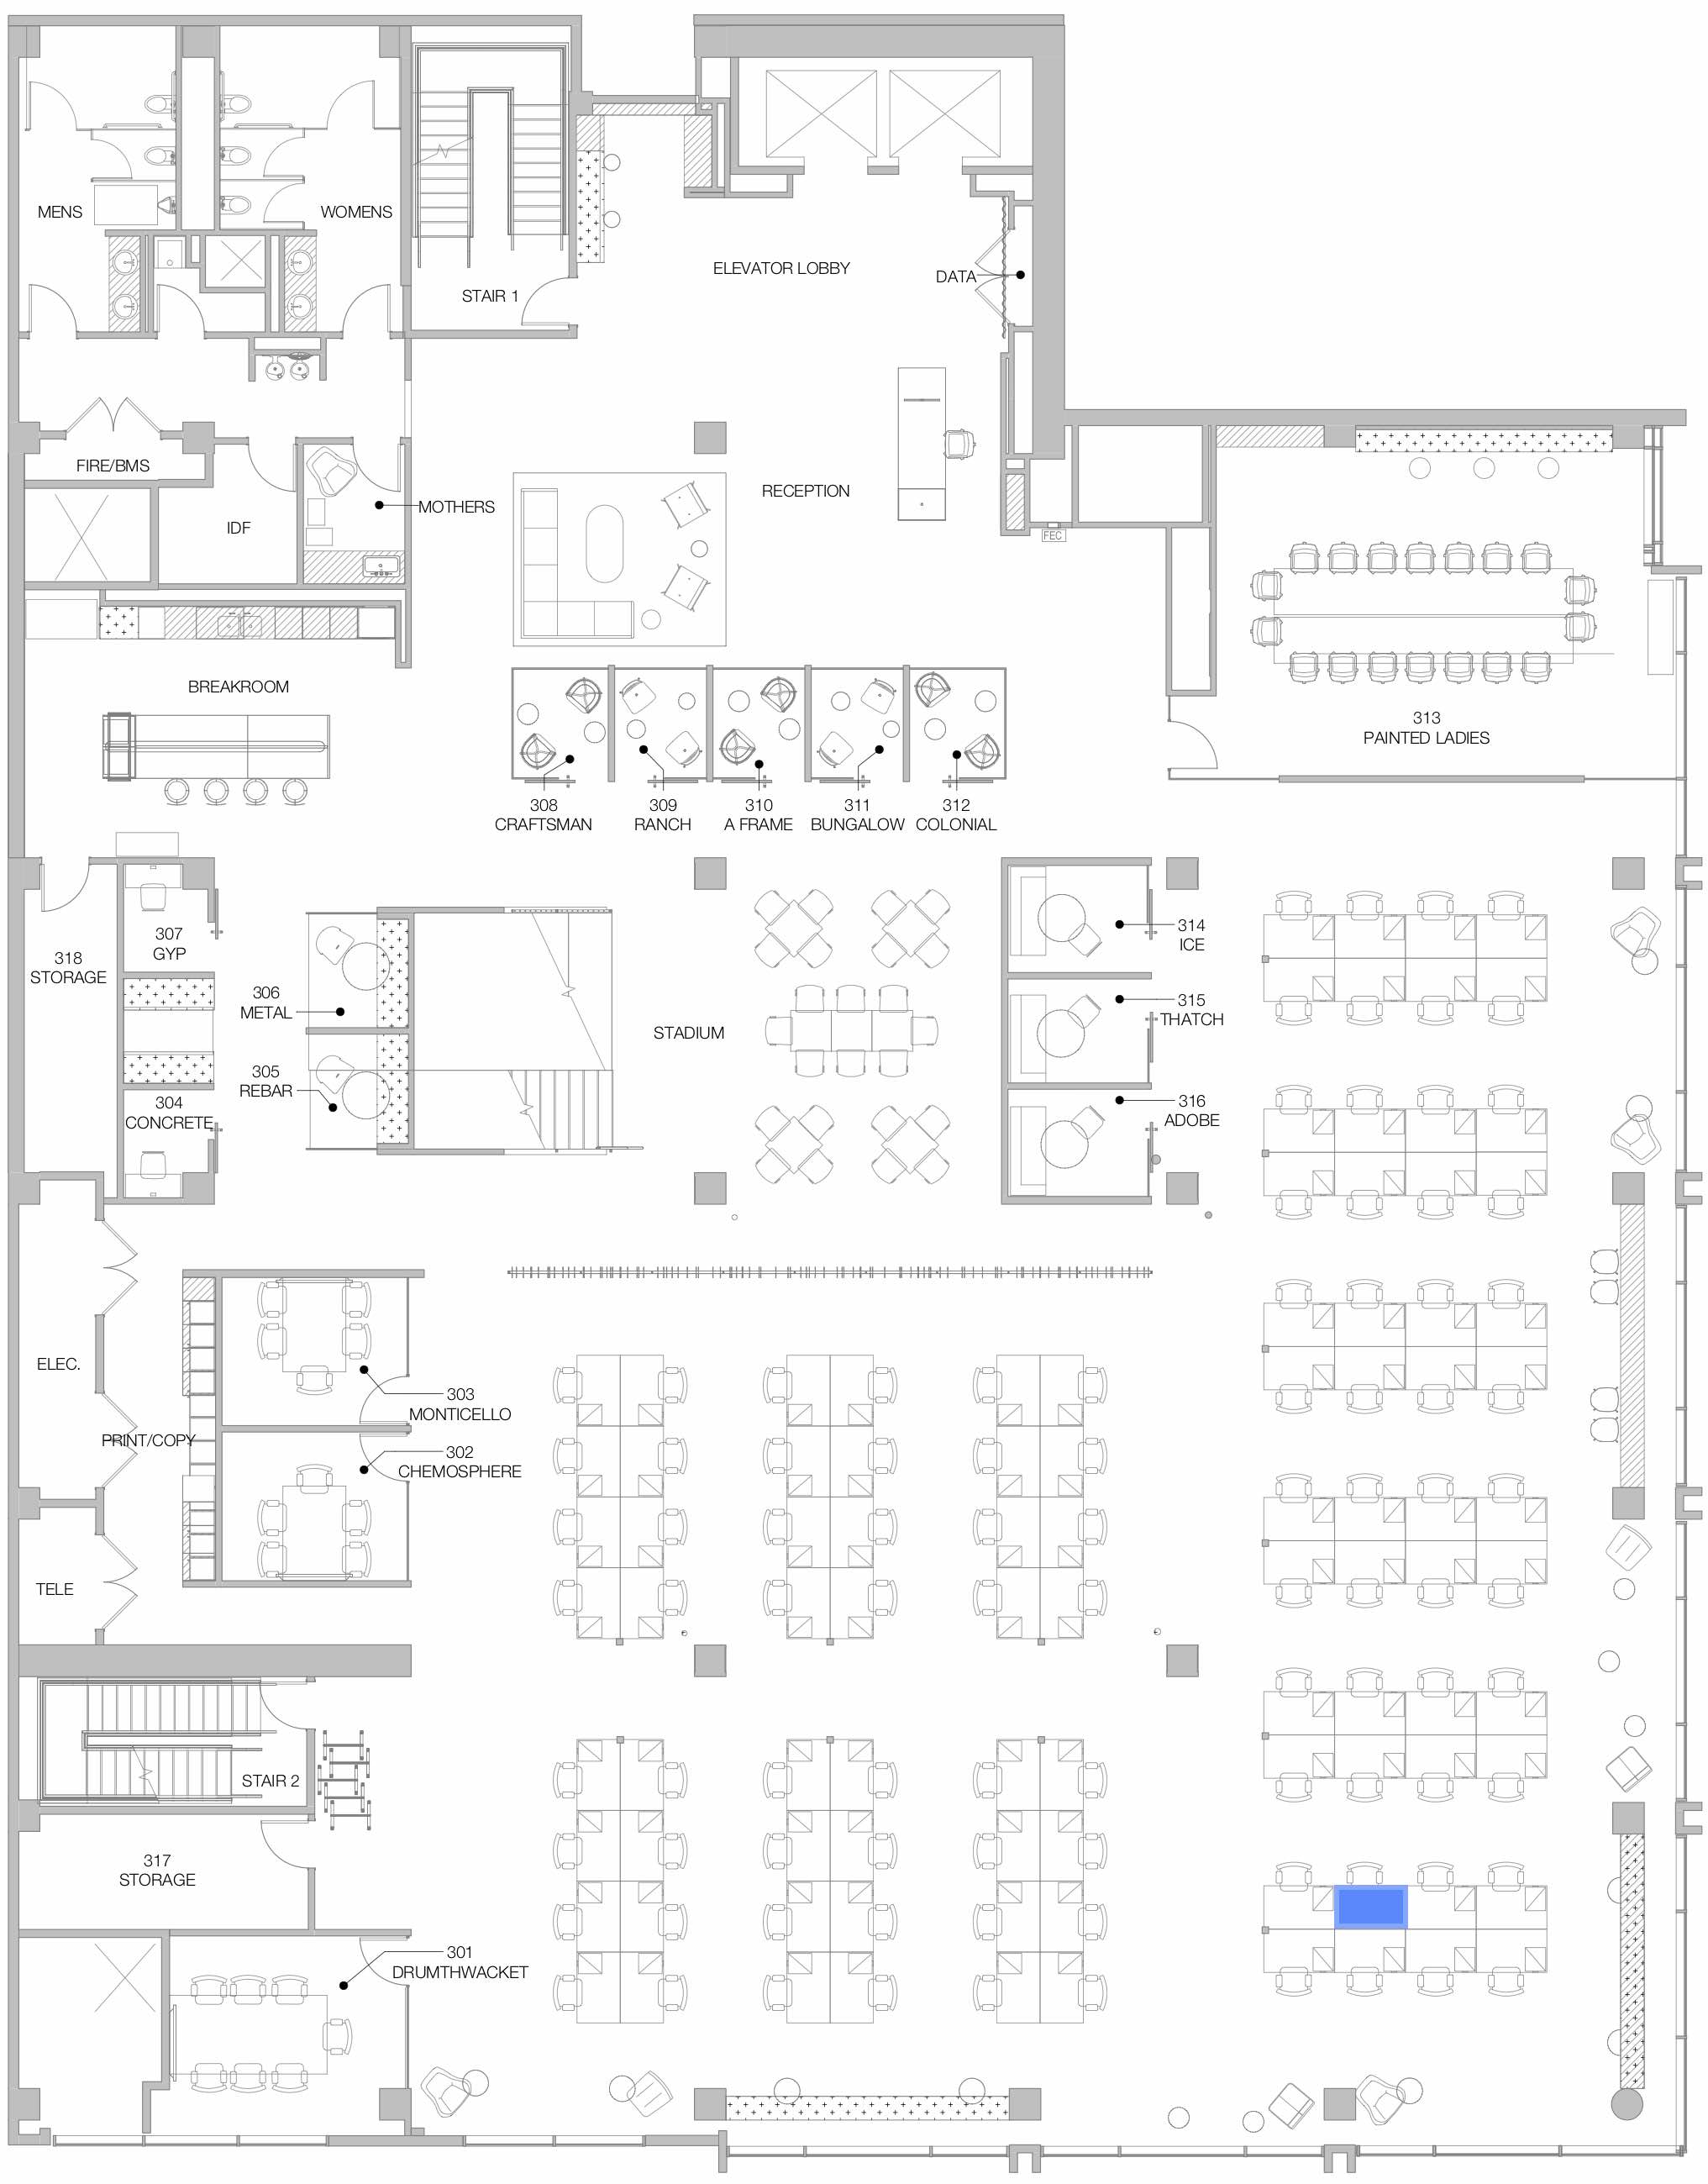 MENS
WOMENS
STAIR 1
ELEVATOR LOBBY
DATA
FIRE/BMS
IDF
MOTHERS
RECEPTION
FEC
BREAKROOM
313
PAINTED LADIES
308
CRAFTSMAN
309
RANCH
310
A FRAME
311
BUNGALOW
312
COLONIAL
307
GYP
318
STORAGE
306
METAL
305
REBAR
304
CONCRETE
STADIUM
314
ICE
315
THATCH
316
ADOBE
ELEC.
303
MONTICELLO
PRINT/COPY
302
CHEMOSPHERE
TELE
STAIR 2
317
STORAGE
301
DRUMTHWACKET